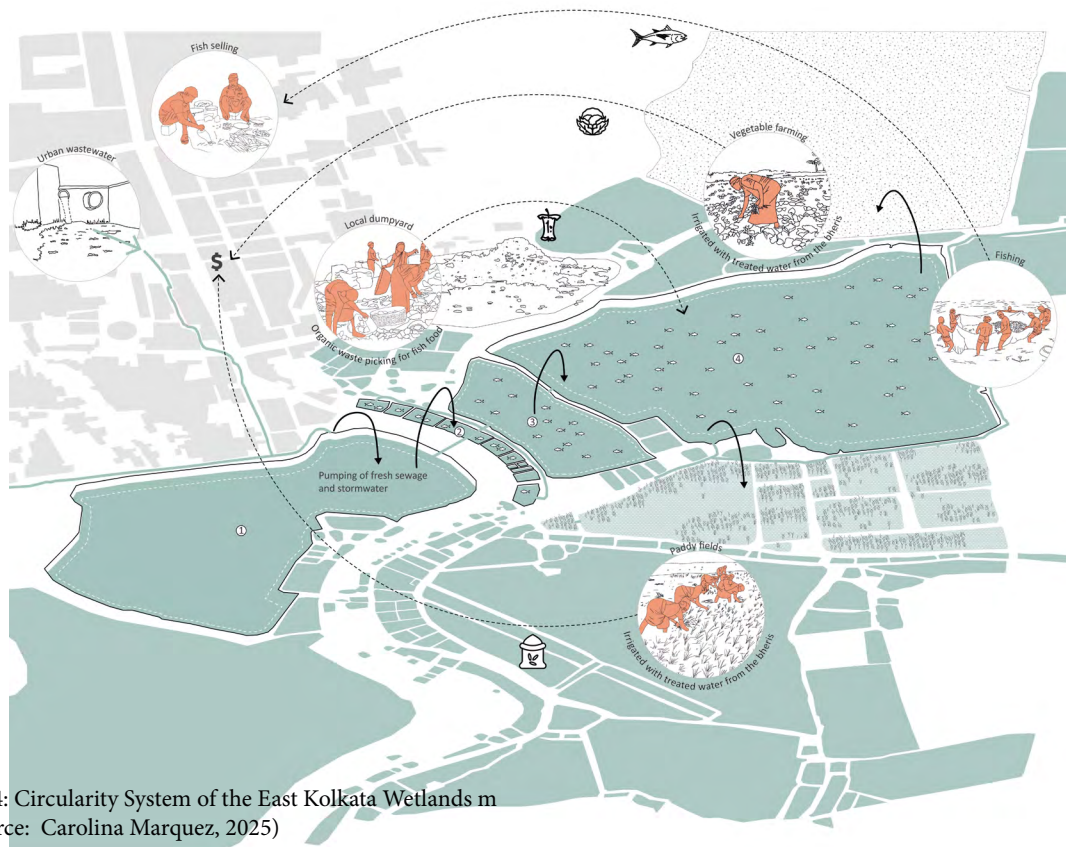 Fish selling
Urban wastewater
$
Local dumpyard
Organic waste picking for fish food
Vegetable farming
Irrigated with treated water from the bheris
Fishing
④
③
②
Pumping of fresh sewage
and stormwater
①
Paddy fields
Irrigated with treated water from the bheris
4: Circularity System of the East Kolkata Wetlands m
rce: Carolina Marquez, 2025)